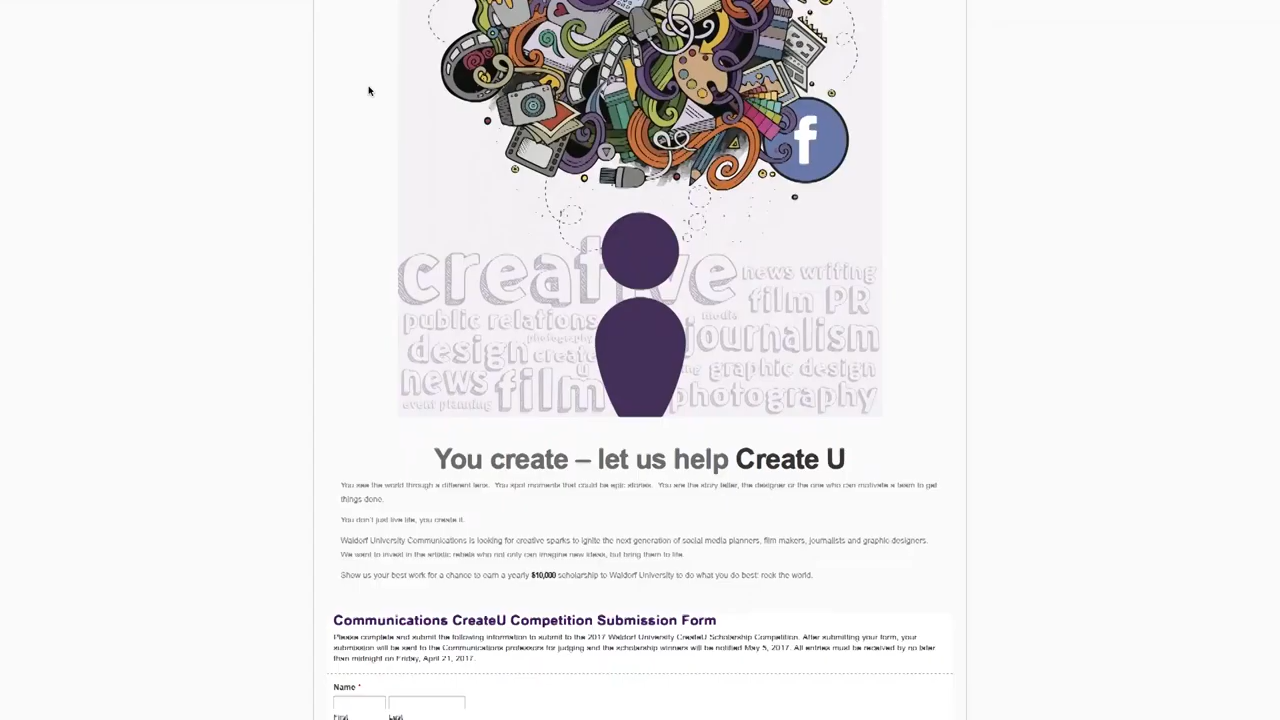 f
creative
news writing
film PR
public relations
media
journalism
photography
design
create
u
graphic design
news
film
photography
event planning
You create – let us help Create U
You see the world through a different lens. You spot moments that could be epic stories. You are the story teller, the designer or the one who can motivate a team to get
things done.
You don't just live life, you create it.
Waldorf University Communications is looking for creative sparks to ignite the next generation of social media planners, film makers, journalists and graphic designers.
We want to invest in the artistic rebels who not only can imagine new ideas, but bring them to life.
Show us your best work for a chance to earn a yearly $10,000 scholarship to Waldorf University to do what you do best: rock the world.
Communications CreateU Competition Submission Form
Please complete and submit the following information to submit to the 2017 Waldorf University CreateU Scholarship Competition. After submitting your form, your
submission will be sent to the Communications professors for judging and the scholarship winners will be notified May 5, 2017. All entries must be received by no later
than midnight on Friday, April 21, 2017.
Name *
First Last